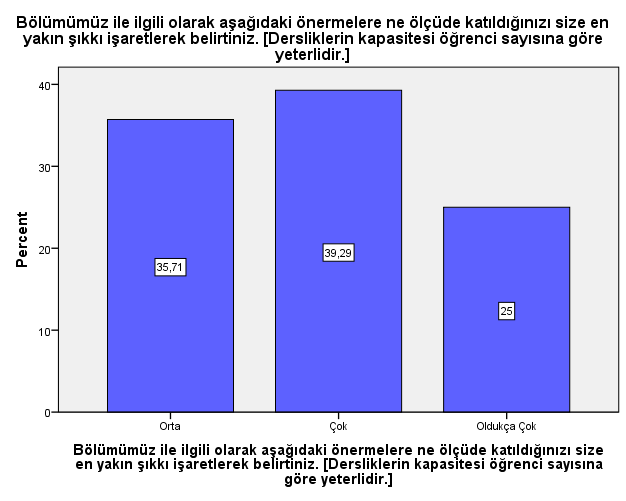 Bölümümüz ile ilgili olarak aşağıdaki önermelere ne ölçüde katıldığınızı size en
yakın şıkkı işaretlerek belirtiniz. [Dersliklerin kapasitesi öğrenci sayısına göre
yeterlidir.]
Percent
40
30
20
10
0
35,71
39,29
25
Orta
Çok
Oldukça Çok
Bölümümüz ile ilgili olarak aşağıdaki önermelere ne ölçüde katıldığınızı size
en yakın şıkkı işaretlerek belirtiniz. [Dersliklerin kapasitesi öğrenci sayısına
göre yeterlidir.]